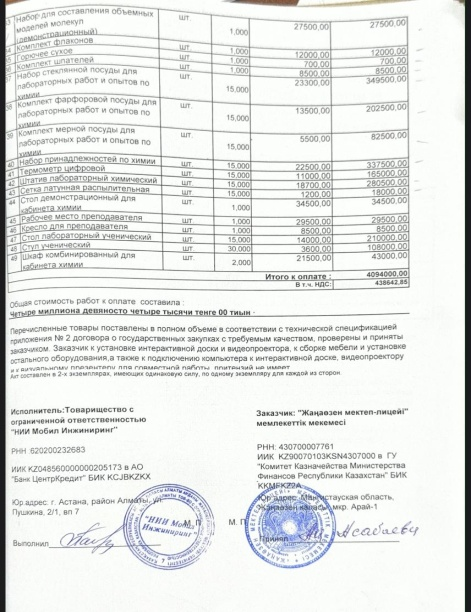 33 Набор для составления объемных моделей молекул (демонстрационный) шт. 1,000 27500,00 27500,00
34 Комплект флаконов шт. 1,000 12000,00 12000,00
35 Горючее сухое шт. 1,000 700,00 700,00
36 Комплект шпателей шт. 1,000 8500,00 8500,00
37 Набор стеклянной посуды для лабораторных работ и опытов по химии шт. 15,000 23300,00 349500,00
38 Комплект фарфоровой посуды для лабораторных работ и опытов по химии шт. 15,000 13500,00 202500,00
39 Комплект мерной посуды для лабораторных работ и опытов по химии шт. 15,000 5500,00 82500,00
40 Набор принадлежностей по химии шт. 15,000 22500,00 337500,00
41 Термометр цифровой шт. 15,000 11000,00 165000,00
42 Штатив лабораторный химический шт. 15,000 18700,00 280500,00
43 Сетка латунная распылительная шт. 15,000 1200,00 18000,00
44 Стол демонстрационный для кабинета химии шт. 1,000 34500,00 34500,00
45 Рабочее место преподавателя шт. 1,000 29500,00 29500,00
46 Кресло для преподавателя шт. 1,000 8500,00 8500,00
47 Стол лабораторный ученический шт. 15,000 14000,00 210000,00
48 Стул ученический шт. 30,000 3600,00 108000,00
49 Шкаф комбинированный для кабинета химии шт. 2,000 21500,00 43000,00
Итого к оплате : 4094000,00
В т.ч. НДС: 438642,85
Общая стоимость работ к оплате составила :
Четыре миллиона девяносто четыре тысячи тенге 00 тиын
Перечисленные товары поставлены в полном объеме в соответствии с технической спецификацией
приложения № 2 договора о государственных закупках с требуемым качеством, проверены и приняты
заказчиком. Заказчик к установке интерактивной доски и видеопроектору, к сборке мебели и установке
остального оборудования,а также к подключению компьютера к интерактивной доске, видеопроектору
и к визуальному презентеру для совместной работы, претензий не имеет
Акт составлен в 2-х экземплярах, имеющих одинаковую силу, по одному экземпляру для каждой из сторон
Исполнитель:Товарищество с
ограниченной ответственностью
"НИИ Мобил Инжиниринг"
РНН 620200232683
ИИК KZ048560000000205173 в АО
"Банк ЦентрКредит" БИК KCJBKZKX
Юр адрес: г. Астана, район Алматы, ул.
Пушкина, 2/1, вп 7
М. П.
Выполнил
"НИИ Мобил Инжиниринг"
Заказчик: "Жаңаөзен мектеп-лицейі"
мемлекеттік мекемесі
РНН: 430700007761
ИИК KZ90070103KSN4307000 в ГУ
"Комитет Казначейства Министерства
Финансов Республики Казахстан" БИК
KKMFKZ2A
Юр адрес: Мангистауская область,
Жанаозен қаласы, мкр. Арай-1
М. П.
Принял